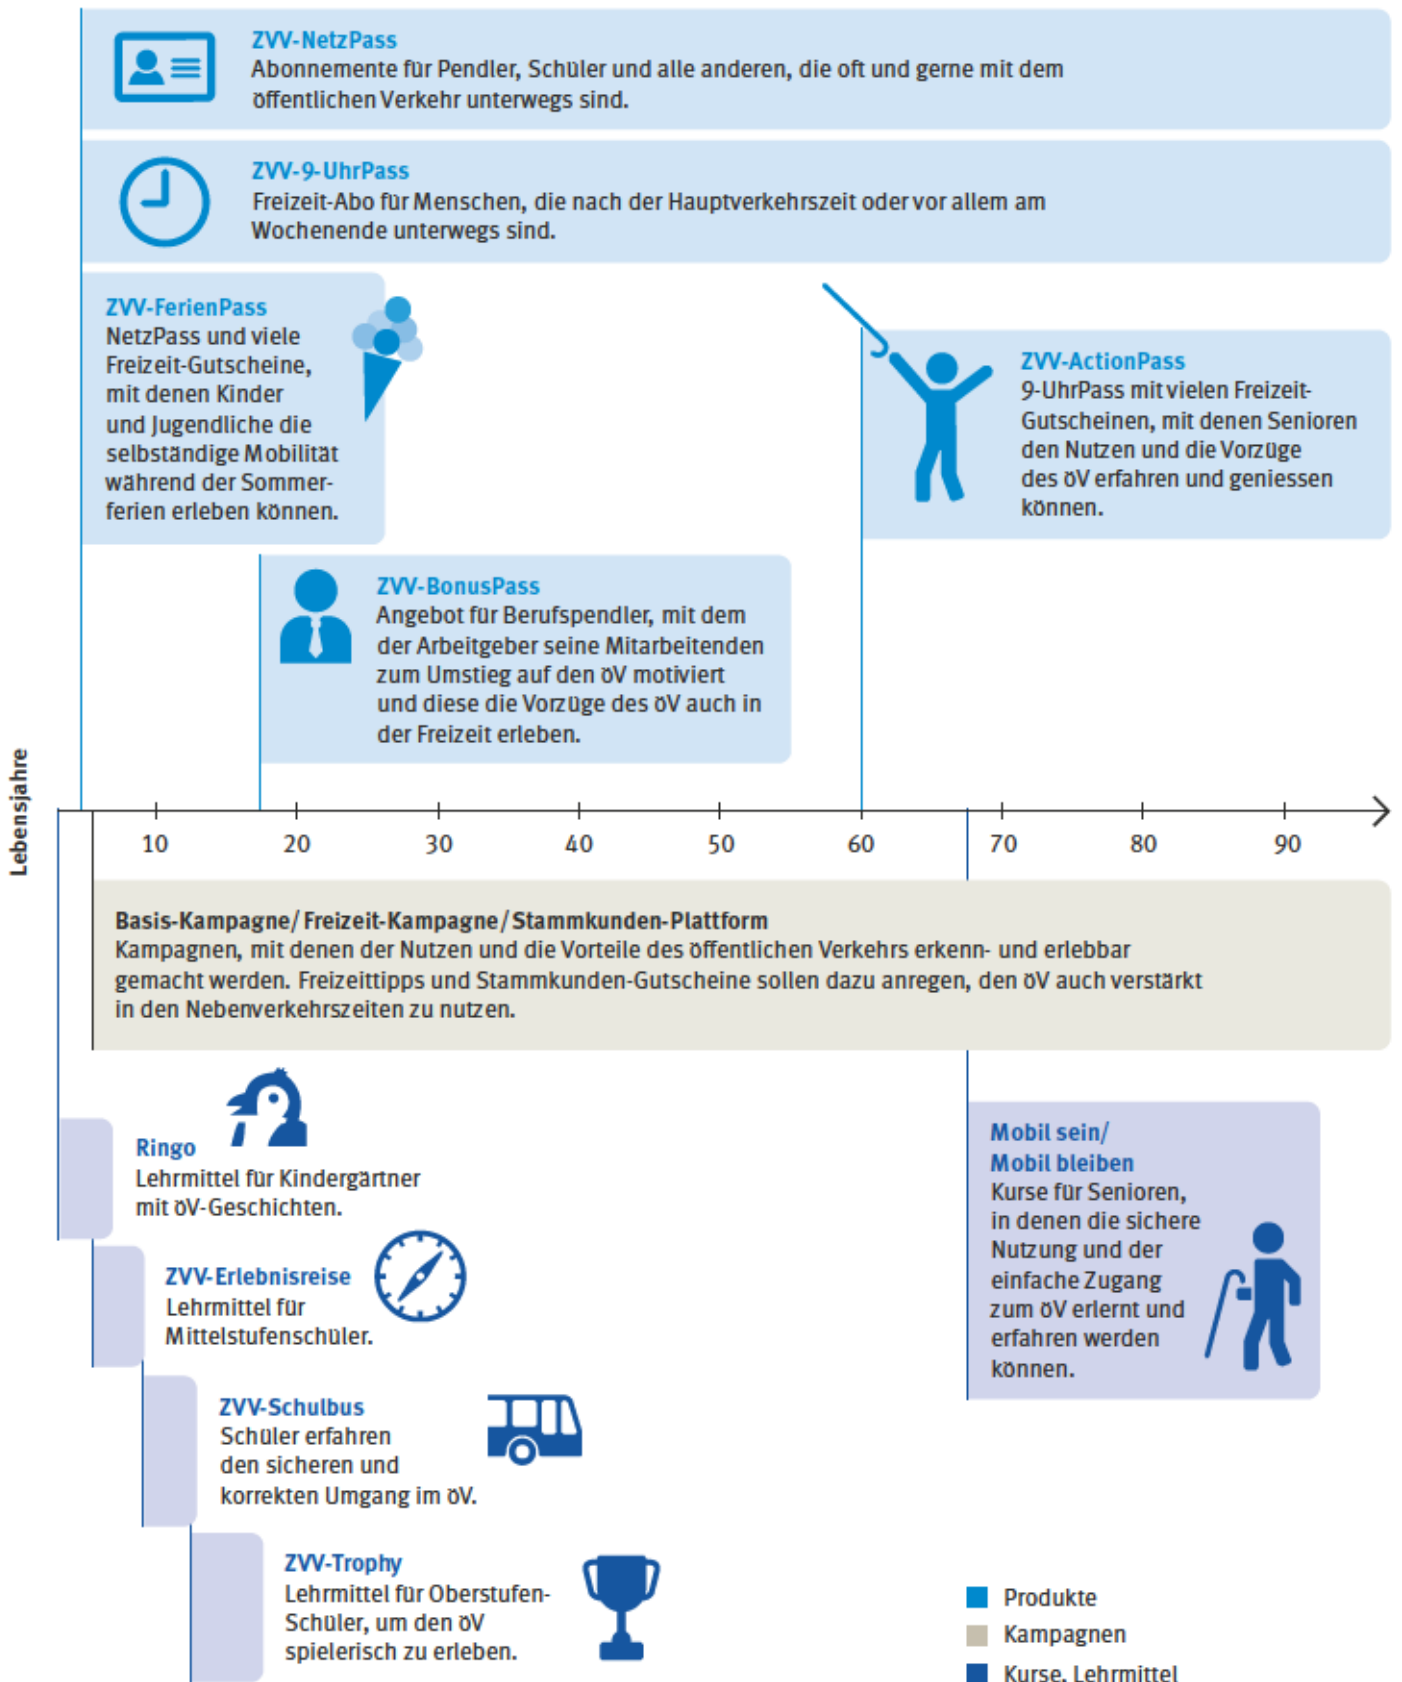 ZVV-NetzPass
Abonnemente für Pendler, Schüler und alle anderen, die oft und gerne mit dem
öffentlichen Verkehr unterwegs sind.
ZVV-9-UhrPass
Freizeit-Abo für Menschen, die nach der Hauptverkehrszeit oder vor allem am
Wochenende unterwegs sind.
ZVV-FerienPass
NetzPass und viele
Freizeit-Gutscheine,
mit denen Kinder
und Jugendliche die
selbständige Mobilität
während der Sommer-
ferien erleben können.
ZVV-ActionPass
9-UhrPass mit vielen Freizeit-
Gutscheinen, mit denen Senioren
den Nutzen und die Vorzüge
des öV erfahren und geniessen
können.
ZVV-BonusPass
Angebot für Berufspendler, mit dem
der Arbeitgeber seine Mitarbeitenden
zum Umstieg auf den öV motiviert
und diese die Vorzüge des öV auch in
der Freizeit erleben.
Lebensjahre
10 20 30 40 50 60 70 80 90
Basis-Kampagne/Freizeit-Kampagne/Stammkunden-Plattform
Kampagnen, mit denen der Nutzen und die Vorteile des öffentlichen Verkehrs erkenn- und erlebbar
gemacht werden. Freizeittipps und Stammkunden-Gutscheine sollen dazu anregen, den öV auch verstärkt
in den Nebenverkehrszeiten zu nutzen.
Ringo
Lehrmittel für Kindergärtner
mit öV-Geschichten.
ZVV-Erlebnisreise
Lehrmittel für
Mittelstufenschüler.
ZVV-Schulbus
Schüler erfahren
den sicheren und
korrekten Umgang im öV.
ZVV-Trophy
Lehrmittel für Oberstufen-
Schüler, um den öV
spielerisch zu erleben.
Mobil sein/
Mobil bleiben
Kurse für Senioren,
in denen die sichere
Nutzung und der
einfache Zugang
zum öV erlernt und
erfahren werden
können.
Produkte
Kampagnen
Kurse, Lehrmittel